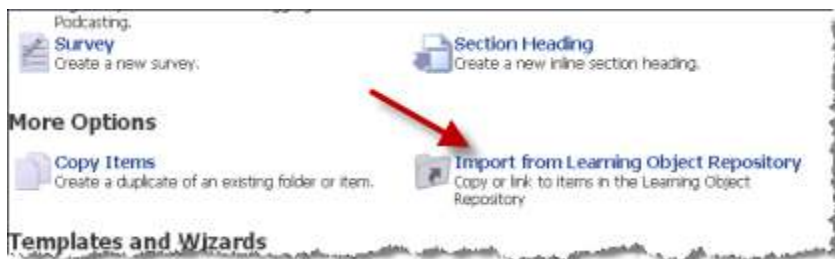 Podcasting.
Survey
Create a new survey.
Section Heading
Create a new inline section heading.
More Options
Copy Items
Create a duplicate of an existing folder or item.
Import from Learning Object Repository
Copy or link to items in the Learning Object
Repository
Templates and Wizards